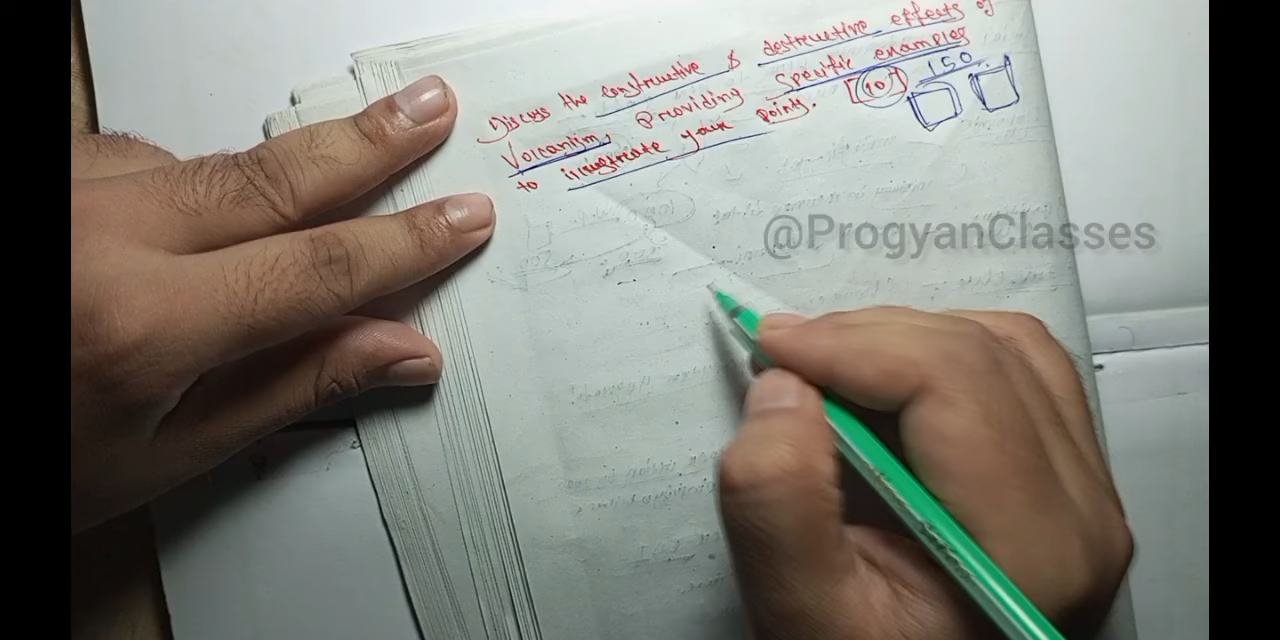 Discuss the constructive & destructive effects of
Volcanism, providing specific examples
to illustrate your points. [10] 150
@ProgyanClasses